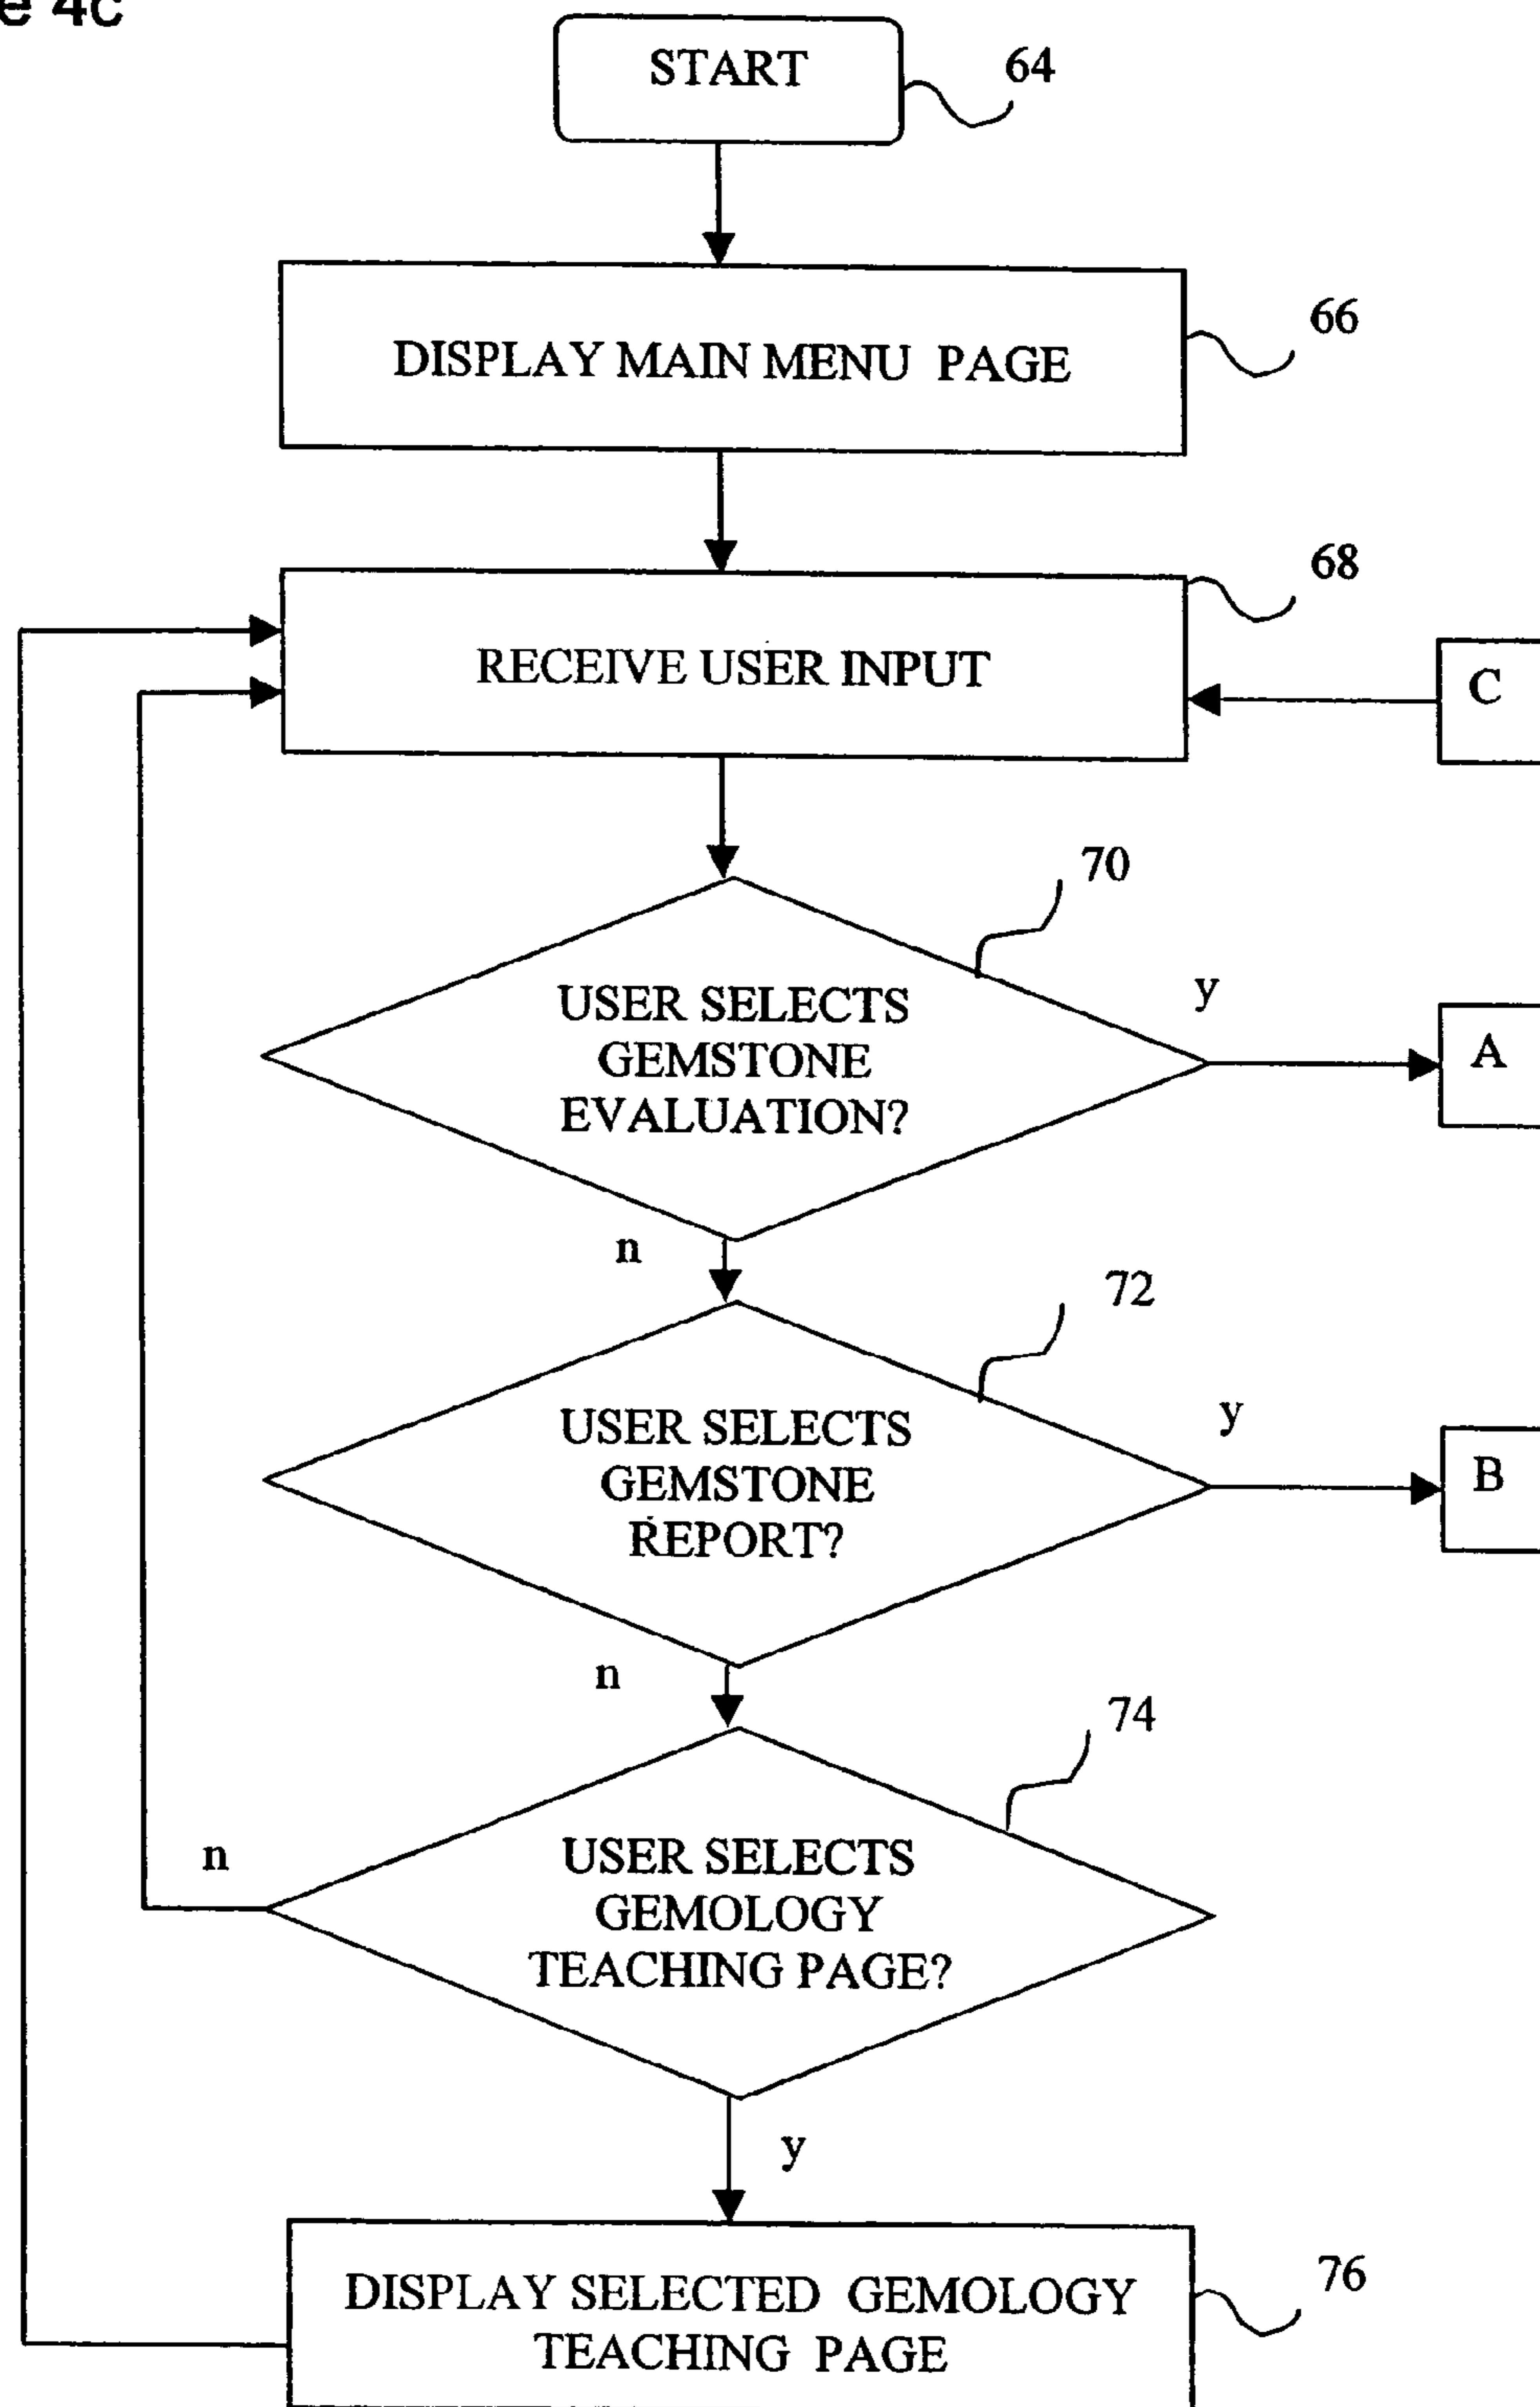 e 4c
START
64
DISPLAY MAIN MENU PAGE
66
68
RECEIVE USER INPUT
C
70
USER SELECTS
GEMSTONE
EVALUATION?
y
A
n
72
USER SELECTS
GEMSTONE
REPORT?
y
B
n
74
USER SELECTS
GEMOLOGY
TEACHING PAGE?
n
y
DISPLAY SELECTED GEMOLOGY
TEACHING PAGE
76